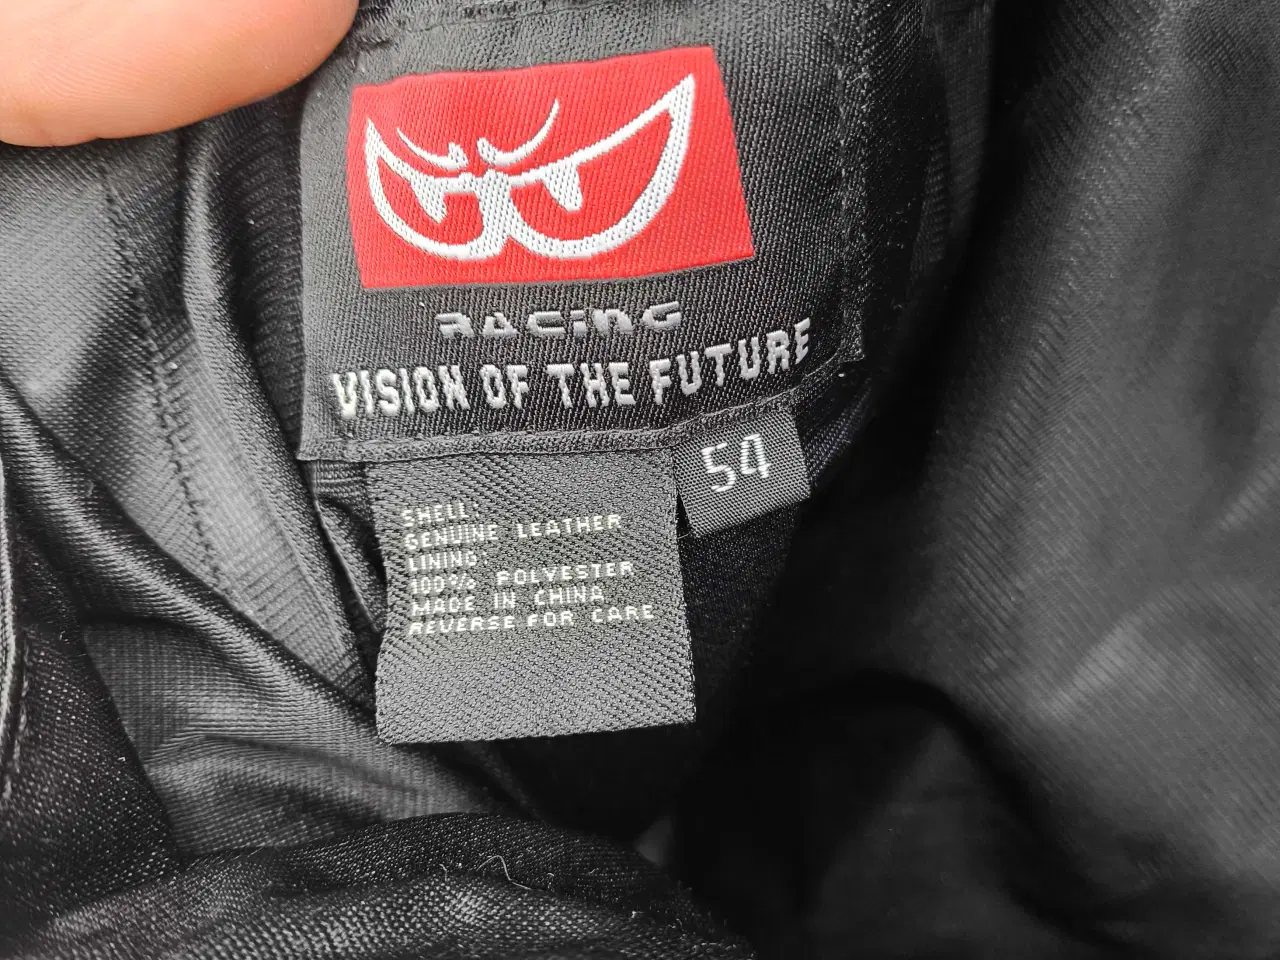 RACING
VISION OF THE FUTURE
54
SHELL:
GENUINE LEATHER
LINING:
100% POLYESTER
MADE IN CHINA
REVERSE FOR CARE